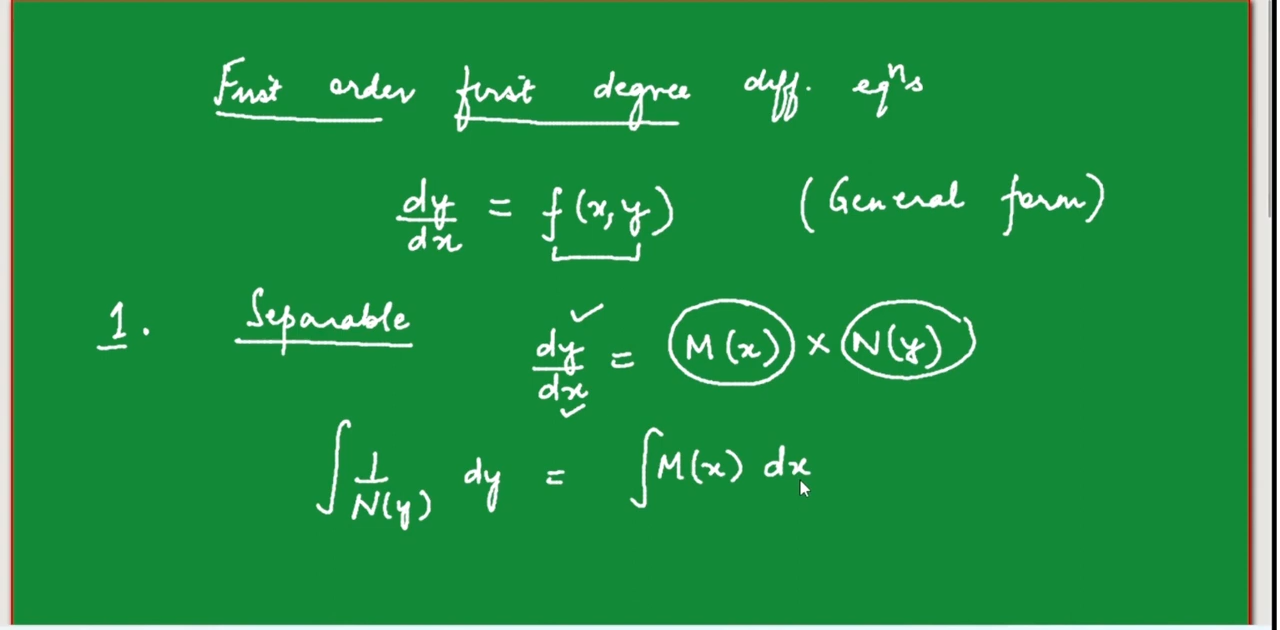 First order first degree diff. eqⁿs
dy/dx = f(x,y) (General form)
1. Separable dy/dx = M(x) × N(y)
∫ 1/N(y) dy = ∫ M(x) dx